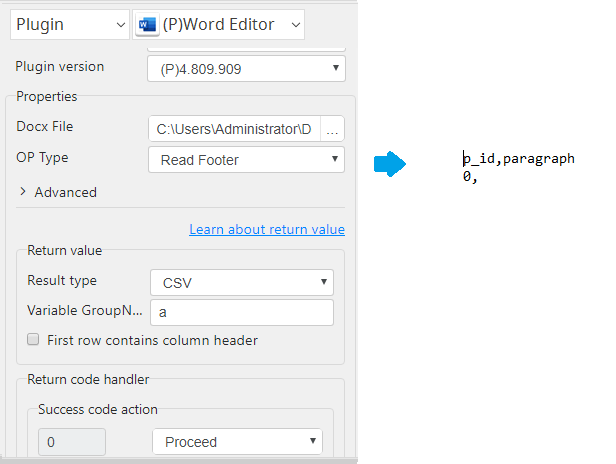 Plugin (P)Word Editor
Plugin version (P)4.809.909
Properties
Docx File C:\Users\Administrator\D ...
OP Type Read Footer
Advanced
Learn about return value
Return value
Result type CSV
Variable GroupN... a
First row contains column header
Return code handler
Success code action
0 Proceed
p_id,paragraph
0,